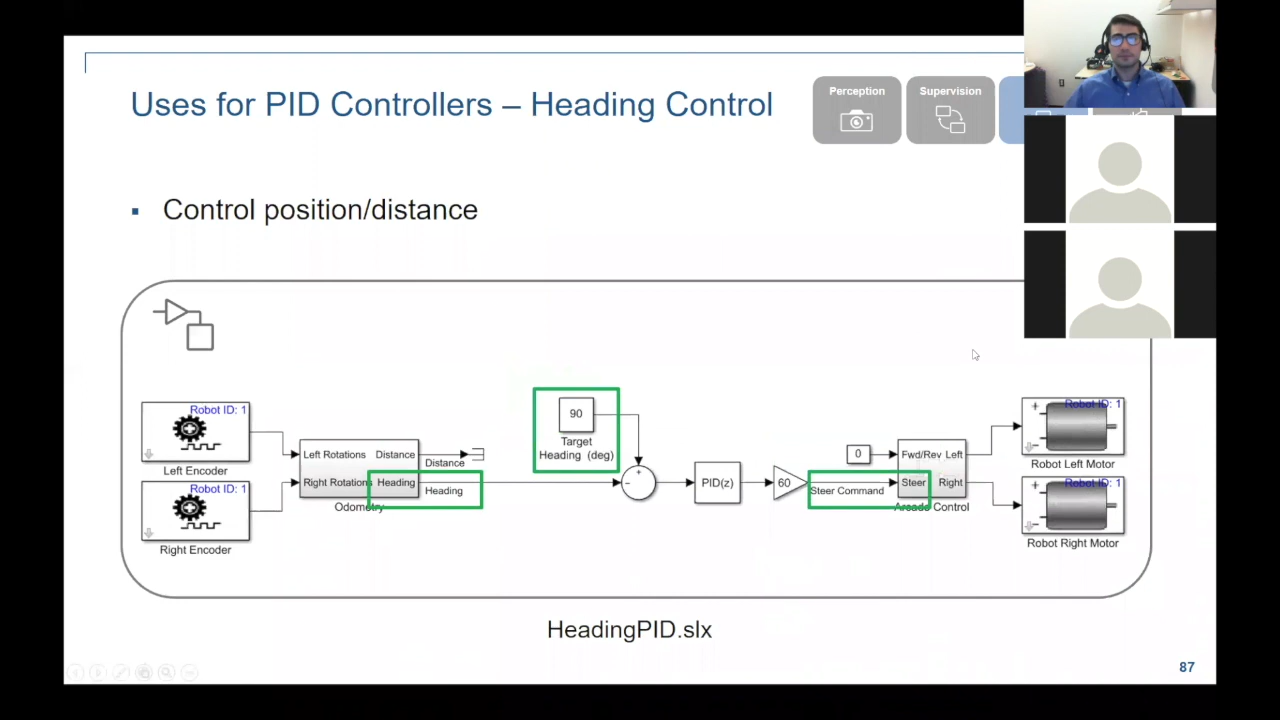 Uses for PID Controllers – Heading Control
Perception
Supervision
▪ Control position/distance
Robot ID: 1
Left Encoder
Robot ID: 1
Right Encoder
Left Rotations Distance
Right Rotations Heading
Odometry
Distance
Heading
90
Target
Heading (deg)
+
−
PID(z)
60
Steer Command
0
Fwd/Rev Left
Steer Right
Arcade Control
Robot ID: 1
Robot Left Motor
Robot ID: 1
Robot Right Motor
HeadingPID.slx
87